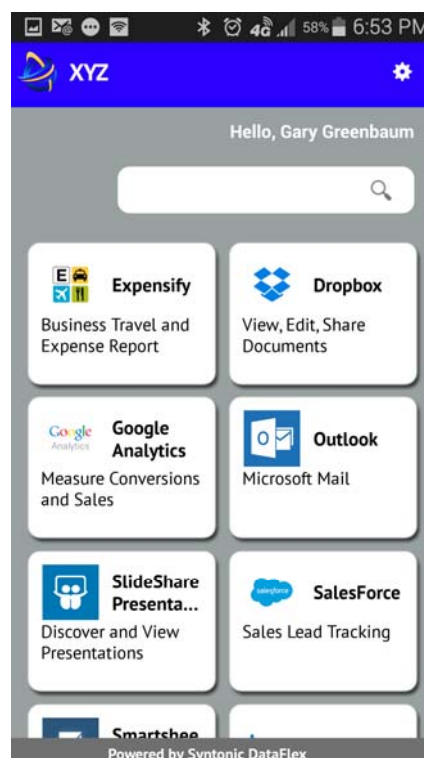 58% 6:53 PM
XYZ
Hello, Gary Greenbaum
Expensify
Business Travel and
Expense Report
Dropbox
View, Edit, Share
Documents
Google
Analytics
Google
Analytics
Measure Conversions
and Sales
Outlook
Microsoft Mail
SlideShare
Presenta...
Discover and View
Presentations
salesforce
SalesForce
Sales Lead Tracking
Smartshee
Powered by Syntonic DataFlex